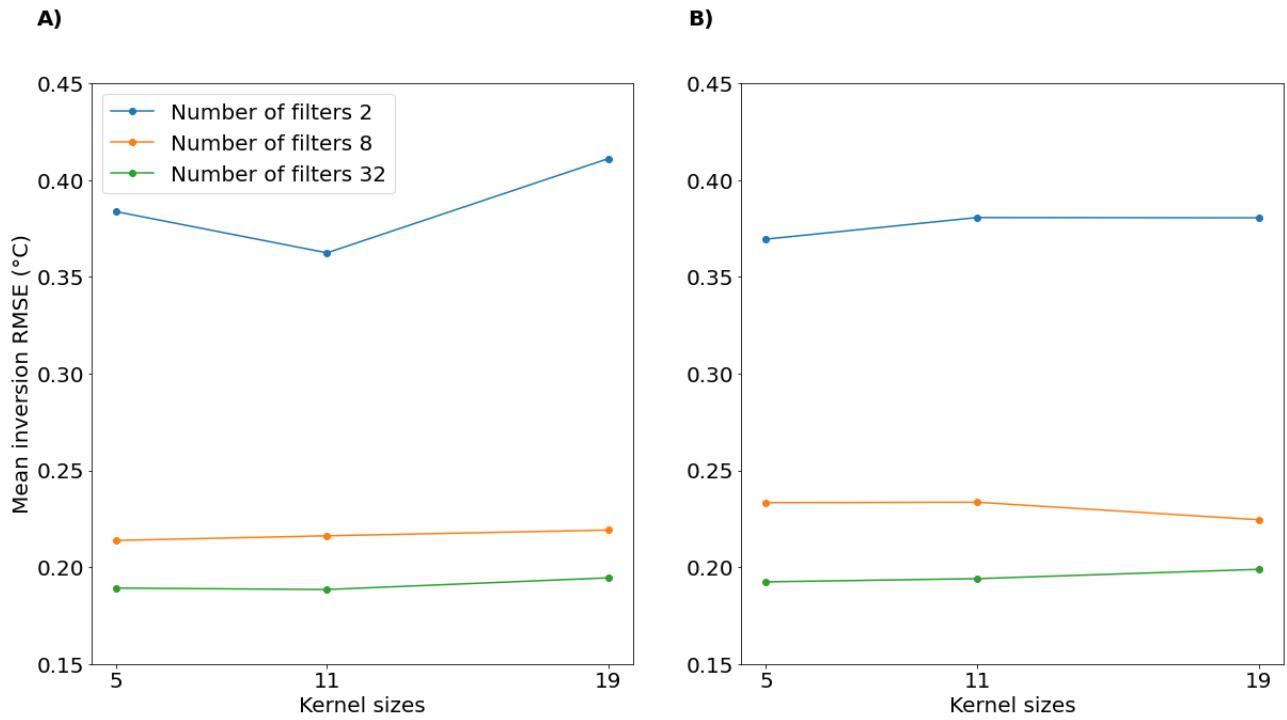 A)
Mean inversion RMSE (°C)
0.45
0.40
0.35
0.30
0.25
0.20
0.15
Number of filters 2
Number of filters 8
Number of filters 32
5 11 19
Kernel sizes
B)
0.45
0.40
0.35
0.30
0.25
0.20
0.15
5 11 19
Kernel sizes